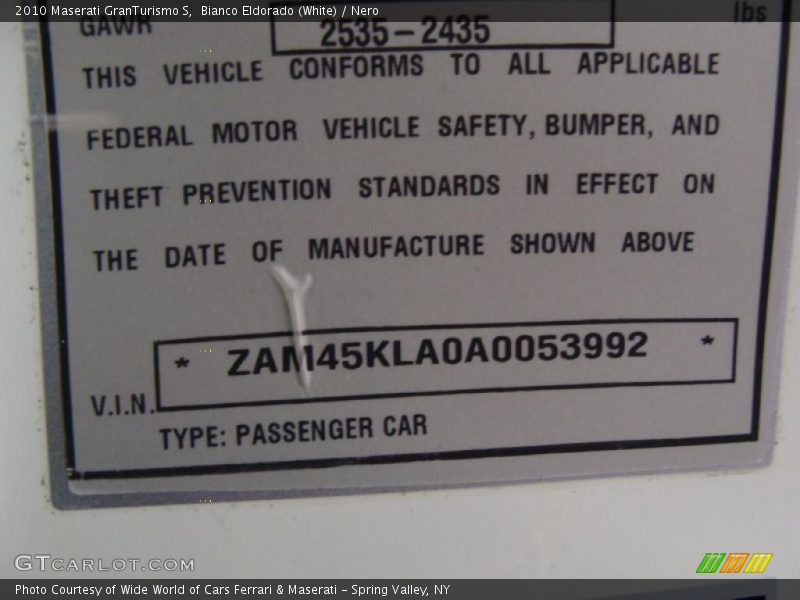 2010 Maserati GranTurismo S,  Bianco Eldorado (White) / Nero
GAWR lbs
2535 – 2435
THIS VEHICLE CONFORMS TO ALL APPLICABLE
FEDERAL MOTOR VEHICLE SAFETY, BUMPER, AND
THEFT PREVENTION STANDARDS IN EFFECT ON
THE DATE OF MANUFACTURE SHOWN ABOVE
V.I.N. * ZAM45KLA0A0053992 *
TYPE: PASSENGER CAR
GTCARLOT.COM
Photo Courtesy of Wide World of Cars Ferrari & Maserati – Spring Valley, NY